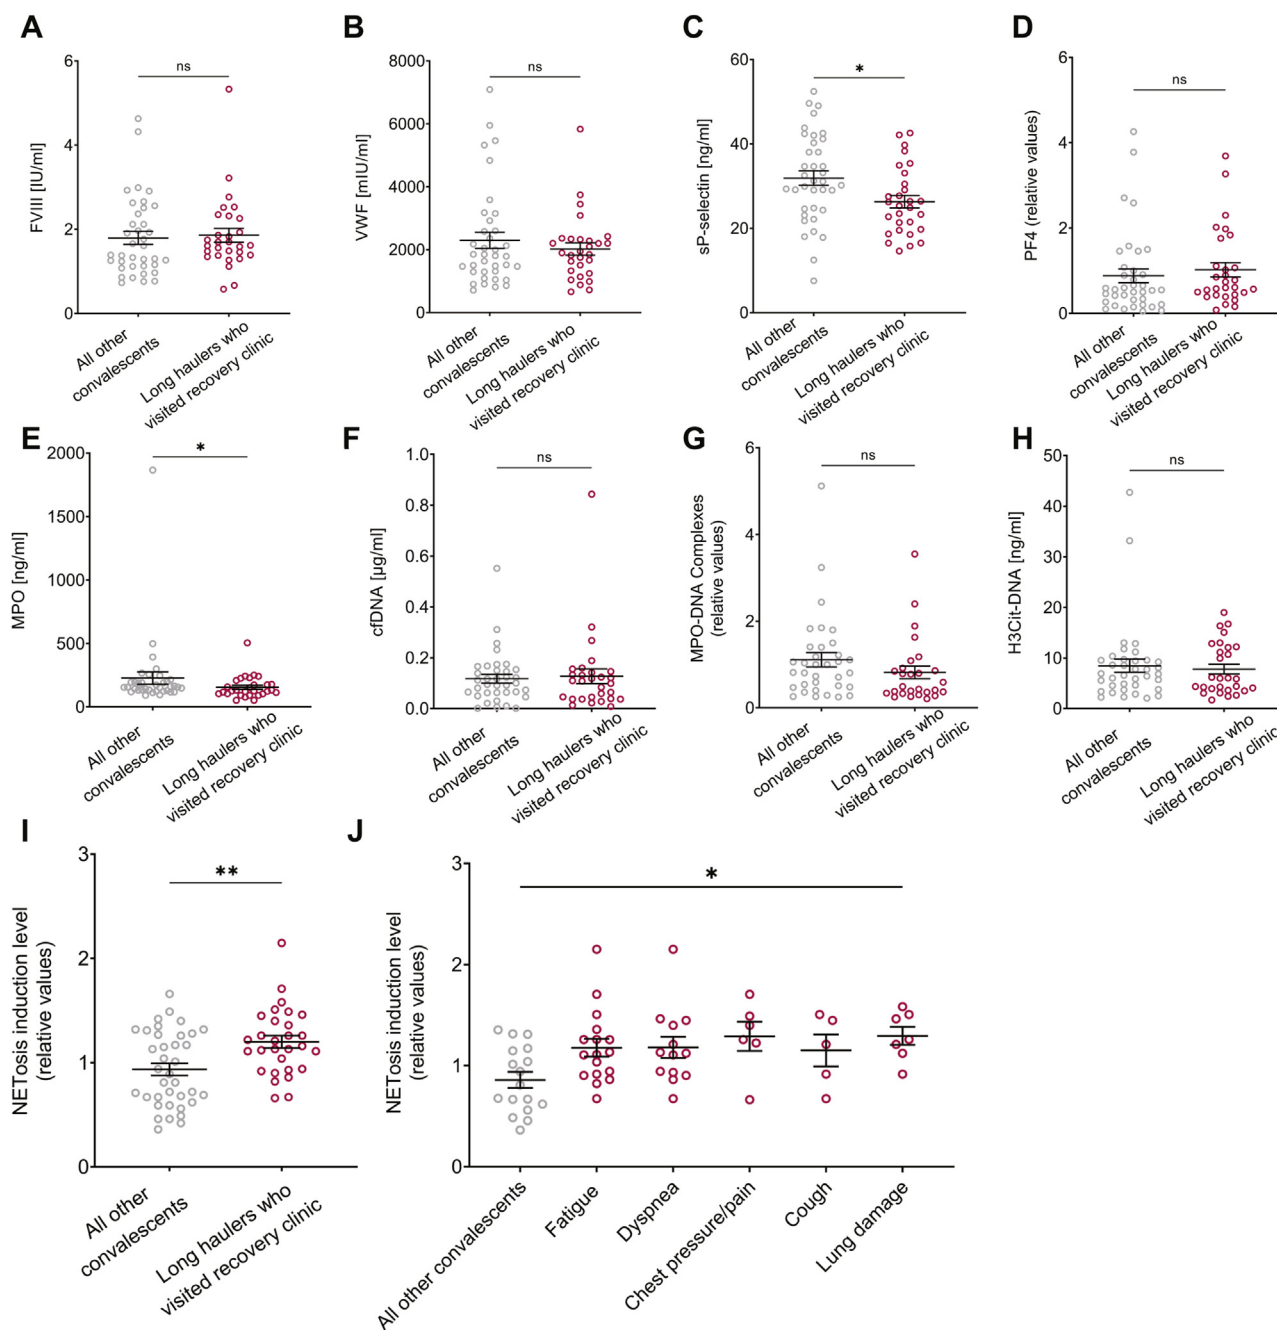 A
FVIII [IU/ml]
6
4
2
0
ns
All other
convalescents
Long haulers who
visited recovery clinic
B
VWF [mIU/ml]
8000
6000
4000
2000
0
ns
All other
convalescents
Long haulers who
visited recovery clinic
C
sP-selectin [ng/ml]
60
40
20
0
*
All other
convalescents
Long haulers who
visited recovery clinic
D
PF4 (relative values)
6
4
2
0
ns
All other
convalescents
Long haulers who
visited recovery clinic
E
MPO [ng/ml]
2000
1500
1000
500
0
*
All other
convalescents
Long haulers who
visited recovery clinic
F
cfDNA [µg/ml]
1.0
0.8
0.6
0.4
0.2
0.0
ns
All other
convalescents
Long haulers who
visited recovery clinic
G
MPO-DNA Complexes
(relative values)
6
4
2
0
ns
All other
convalescents
Long haulers who
visited recovery clinic
H
H3Cit-DNA [ng/ml]
50
40
30
20
10
0
ns
All other
convalescents
Long haulers who
visited recovery clinic
I
NETosis induction level
(relative values)
3
2
1
0
**
All other
convalescents
Long haulers who
visited recovery clinic
J
NETosis induction level
(relative values)
3
2
1
0
*
All other convalescents
Fatigue
Dyspnea
Chest pressure/pain
Cough
Lung damage